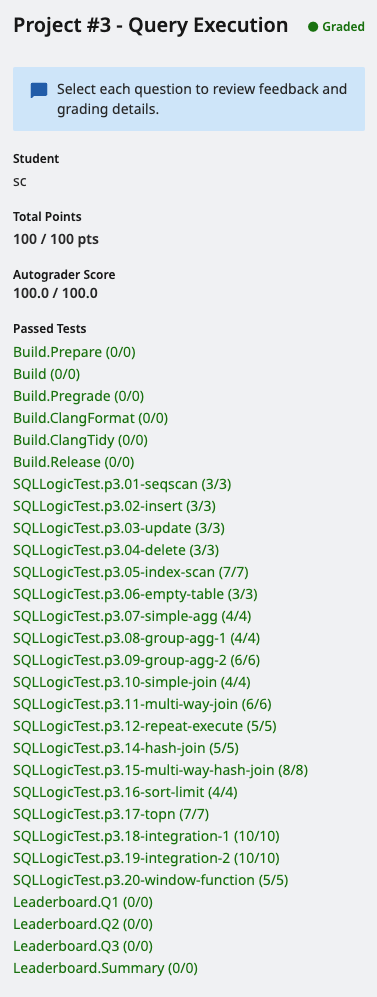 Project #3 - Query Execution
Graded
Select each question to review feedback and
grading details.
Student
sc
Total Points
100 / 100 pts
Autograder Score
100.0 / 100.0
Passed Tests
Build.Prepare (0/0)
Build (0/0)
Build.Pregrade (0/0)
Build.ClangFormat (0/0)
Build.ClangTidy (0/0)
Build.Release (0/0)
SQLLogicTest.p3.01-seqscan (3/3)
SQLLogicTest.p3.02-insert (3/3)
SQLLogicTest.p3.03-update (3/3)
SQLLogicTest.p3.04-delete (3/3)
SQLLogicTest.p3.05-index-scan (7/7)
SQLLogicTest.p3.06-empty-table (3/3)
SQLLogicTest.p3.07-simple-agg (4/4)
SQLLogicTest.p3.08-group-agg-1 (4/4)
SQLLogicTest.p3.09-group-agg-2 (6/6)
SQLLogicTest.p3.10-simple-join (4/4)
SQLLogicTest.p3.11-multi-way-join (6/6)
SQLLogicTest.p3.12-repeat-execute (5/5)
SQLLogicTest.p3.14-hash-join (5/5)
SQLLogicTest.p3.15-multi-way-hash-join (8/8)
SQLLogicTest.p3.16-sort-limit (4/4)
SQLLogicTest.p3.17-topn (7/7)
SQLLogicTest.p3.18-integration-1 (10/10)
SQLLogicTest.p3.19-integration-2 (10/10)
SQLLogicTest.p3.20-window-function (5/5)
Leaderboard.Q1 (0/0)
Leaderboard.Q2 (0/0)
Leaderboard.Q3 (0/0)
Leaderboard.Summary (0/0)